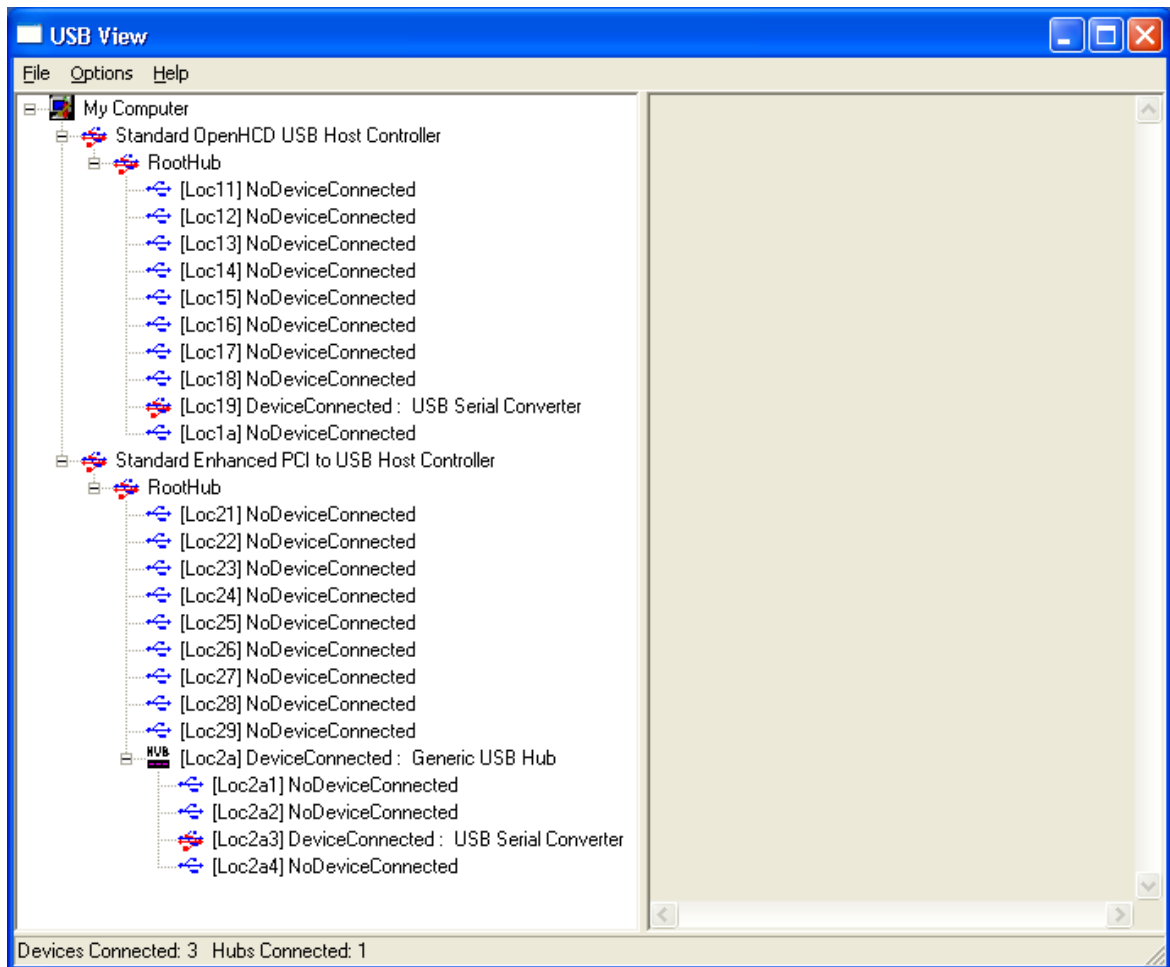 USB View
File Options Help
My Computer
Standard OpenHCD USB Host Controller
RootHub
[Loc11] NoDeviceConnected
[Loc12] NoDeviceConnected
[Loc13] NoDeviceConnected
[Loc14] NoDeviceConnected
[Loc15] NoDeviceConnected
[Loc16] NoDeviceConnected
[Loc17] NoDeviceConnected
[Loc18] NoDeviceConnected
[Loc19] DeviceConnected : USB Serial Converter
[Loc1a] NoDeviceConnected
Standard Enhanced PCI to USB Host Controller
RootHub
[Loc21] NoDeviceConnected
[Loc22] NoDeviceConnected
[Loc23] NoDeviceConnected
[Loc24] NoDeviceConnected
[Loc25] NoDeviceConnected
[Loc26] NoDeviceConnected
[Loc27] NoDeviceConnected
[Loc28] NoDeviceConnected
[Loc29] NoDeviceConnected
HUB [Loc2a] DeviceConnected : Generic USB Hub
[Loc2a1] NoDeviceConnected
[Loc2a2] NoDeviceConnected
[Loc2a3] DeviceConnected : USB Serial Converter
[Loc2a4] NoDeviceConnected
Devices Connected: 3 Hubs Connected: 1